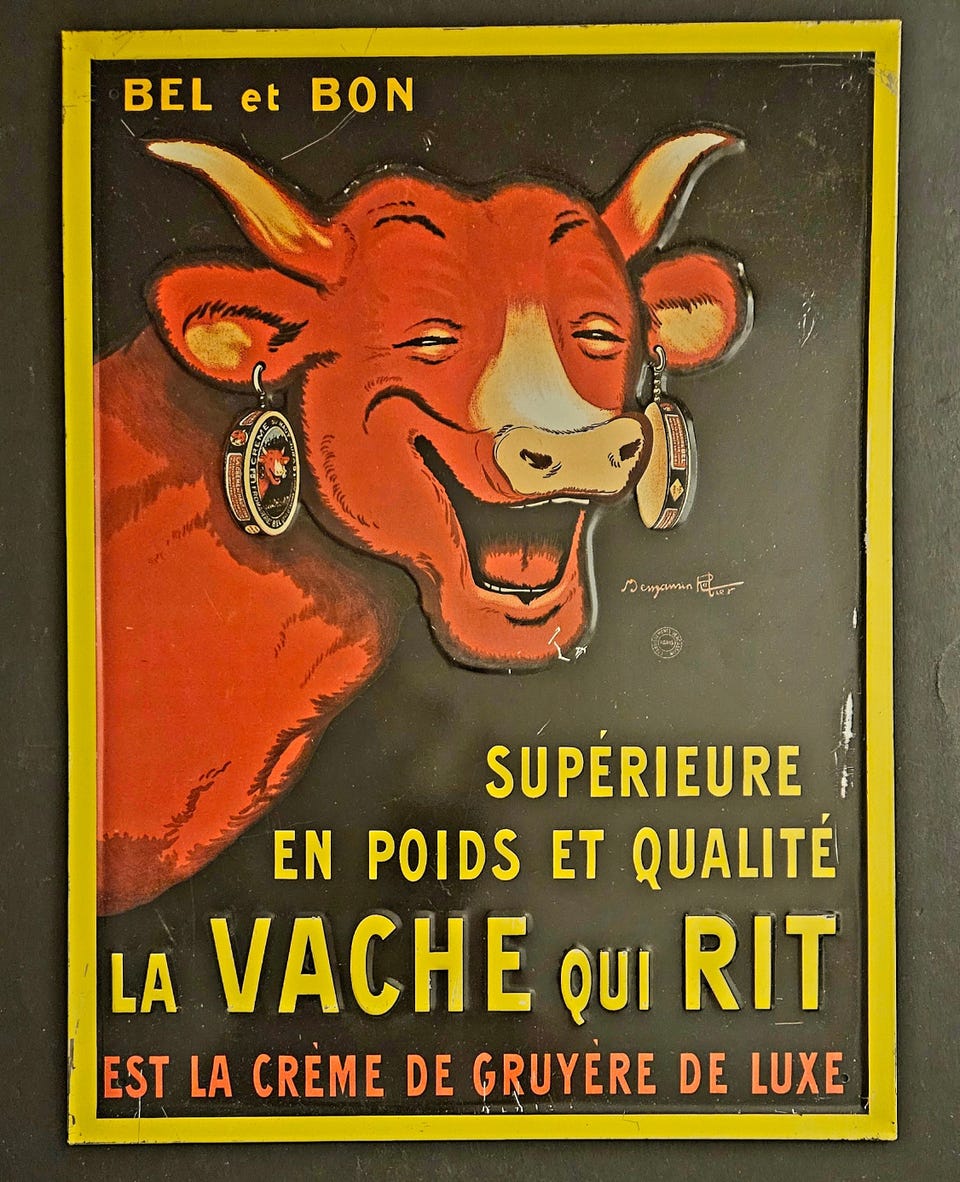 BEL et BON
Benjamin Rabier
SUPÉRIEURE
EN POIDS ET QUALITÉ
LA VACHE QUI RIT
EST LA CRÈME DE GRUYÈRE DE LUXE